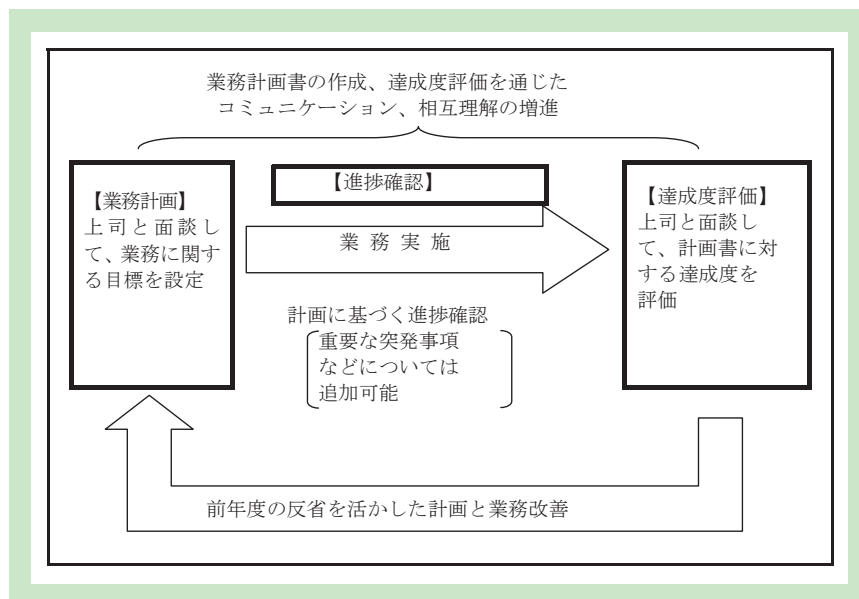 業務計画書の作成、達成度評価を通じた
コミュニケーション、相互理解の増進
【業務計画】
上司と面談し
て、業務に関す
る目標を設定
【進捗確認】
業 務 実 施
計画に基づく進捗確認
重要な突発事項
などについては
追加可能
【達成度評価】
上司と面談し
て、計画書に対
する達成度を
評価
前年度の反省を活かした計画と業務改善